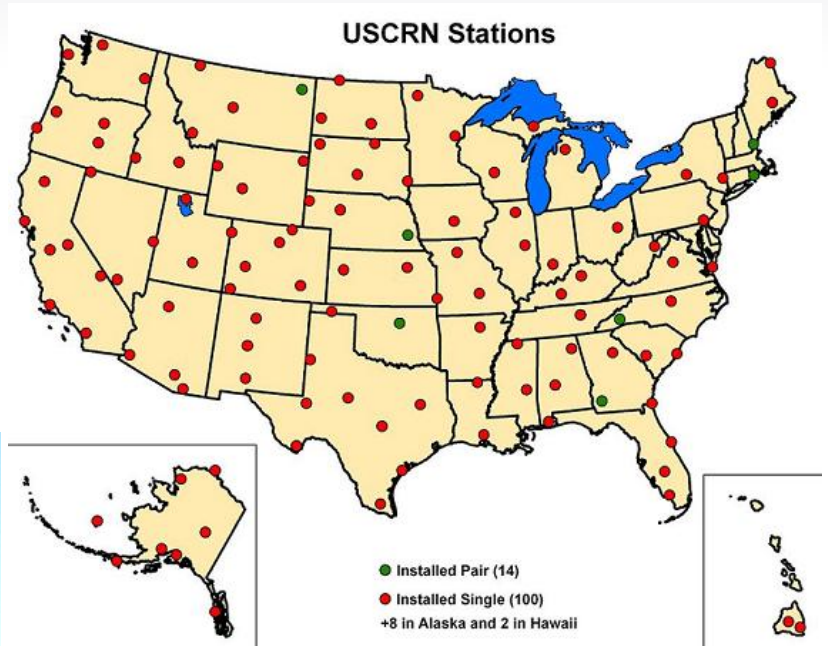 USCRN Stations
Installed Pair (14)
Installed Single (100)
+8 in Alaska and 2 in Hawaii